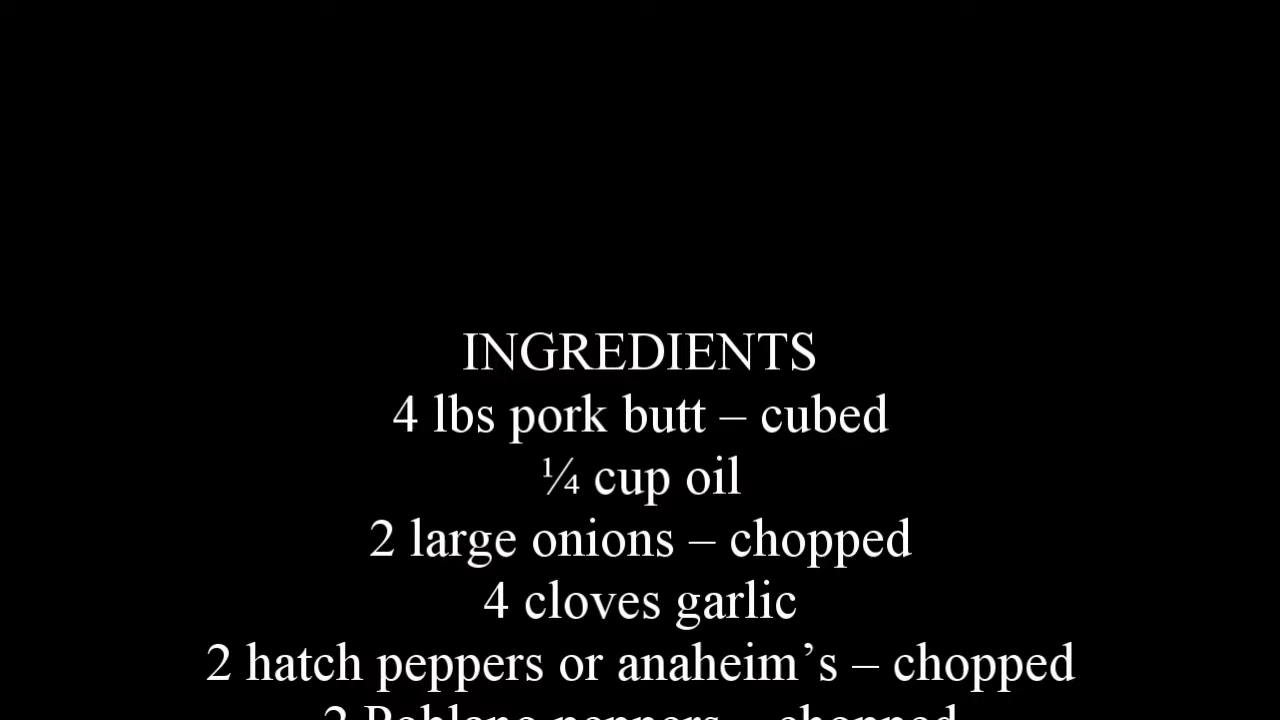 INGREDIENTS
4 lbs pork butt – cubed
¼ cup oil
2 large onions – chopped
4 cloves garlic
2 hatch peppers or anaheim’s – chopped
2 Poblano peppers – chopped